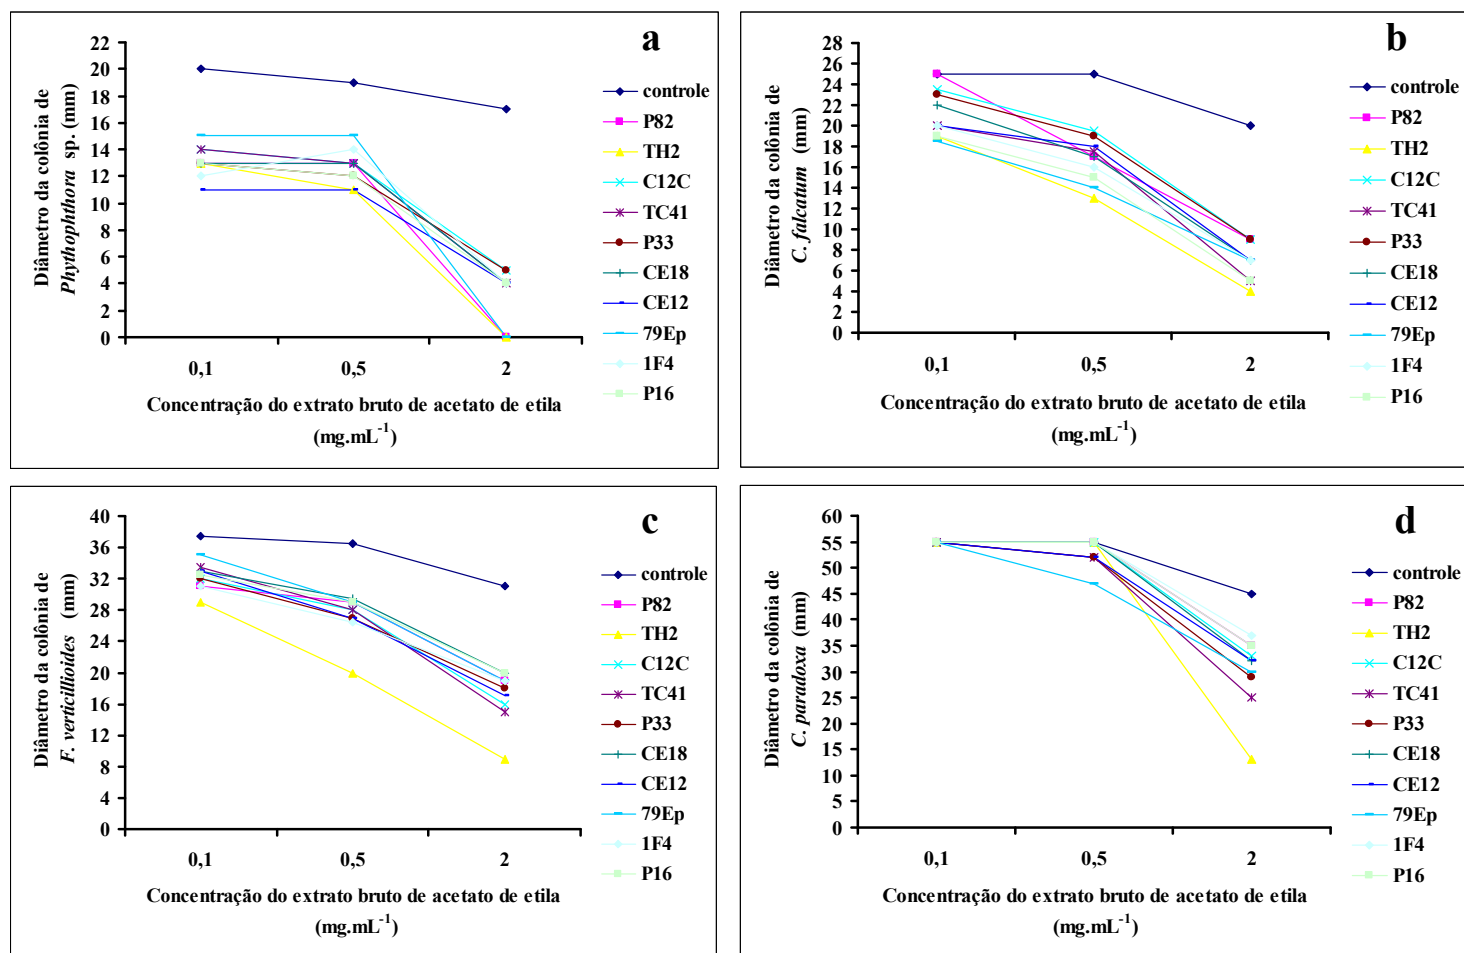 a
Diâmetro da colônia de
Phythophthora sp. (mm)
22
20
18
16
14
12
10
8
6
4
2
0
0,1
0,5
2
Concentração do extrato bruto de acetato de etila
(mg.mL-1)
controle
P82
TH2
C12C
TC41
P33
CE18
CE12
79Ep
1F4
P16
b
Diâmetro da colônia de
C. falcatum (mm)
28
26
24
22
20
18
16
14
12
10
8
6
4
2
0
0,1
0,5
2
Concentração do extrato bruto de acetato de etila
(mg.mL-1)
controle
P82
TH2
C12C
TC41
P33
CE18
CE12
79Ep
1F4
P16
c
Diâmetro da colônia de
F. verticillioides (mm)
40
36
32
28
24
20
16
12
8
4
0
0,1
0,5
2
Concentração do extrato bruto de acetato de etila
(mg.mL-1)
controle
P82
TH2
C12C
TC41
P33
CE18
CE12
79Ep
1F4
P16
d
Diâmetro da colônia de
C. paradoxa (mm)
60
55
50
45
40
35
30
25
20
15
10
5
0
0,1
0,5
2
Concentração do extrato bruto de acetato de etila
(mg.mL-1)
controle
P82
TH2
C12C
TC41
P33
CE18
CE12
79Ep
1F4
P16